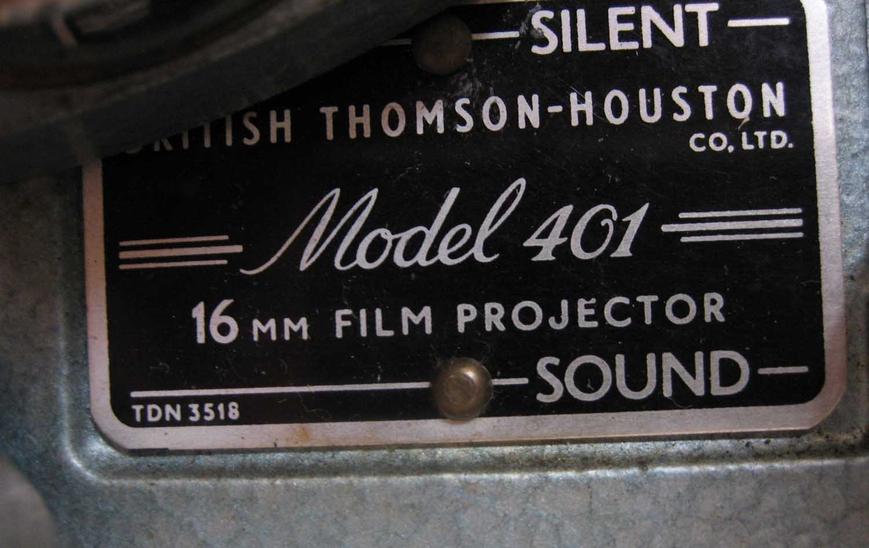 SILENT
BRITISH THOMSON-HOUSTON
CO, LTD.
Model 401
16 MM FILM PROJECTOR
SOUND
TDN 3518